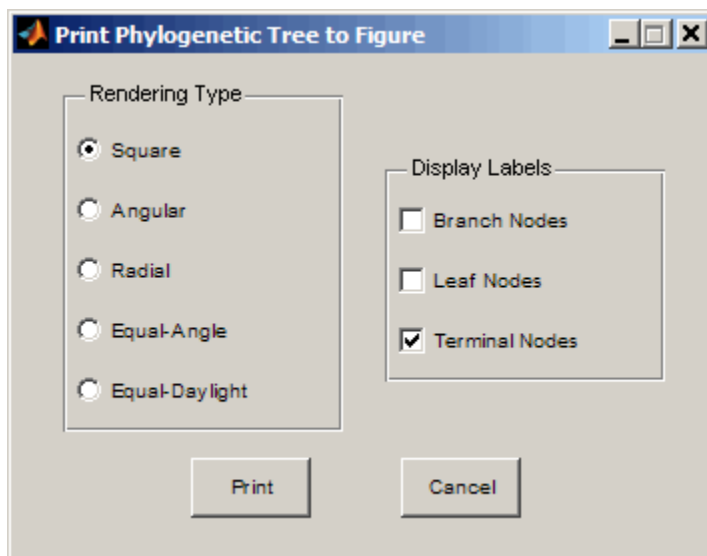 Print Phylogenetic Tree to Figure
Rendering Type
Square
Angular
Radial
Equal-Angle
Equal-Daylight
Display Labels
Branch Nodes
Leaf Nodes
Terminal Nodes
Print
Cancel